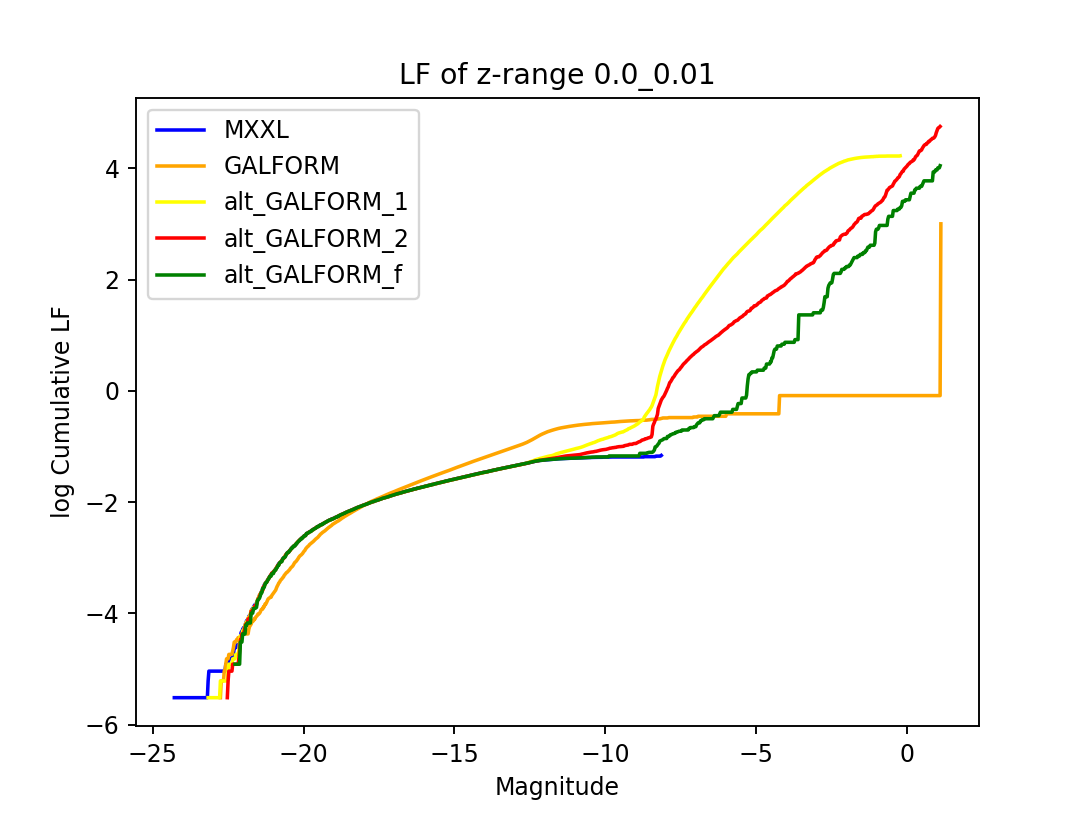 LF of z-range 0.0_0.01
MXXL
GALFORM
alt_GALFORM_1
alt_GALFORM_2
alt_GALFORM_f
log Cumulative LF
4
2
0
−2
−4
−6
−25 −20 −15 −10 −5 0
Magnitude